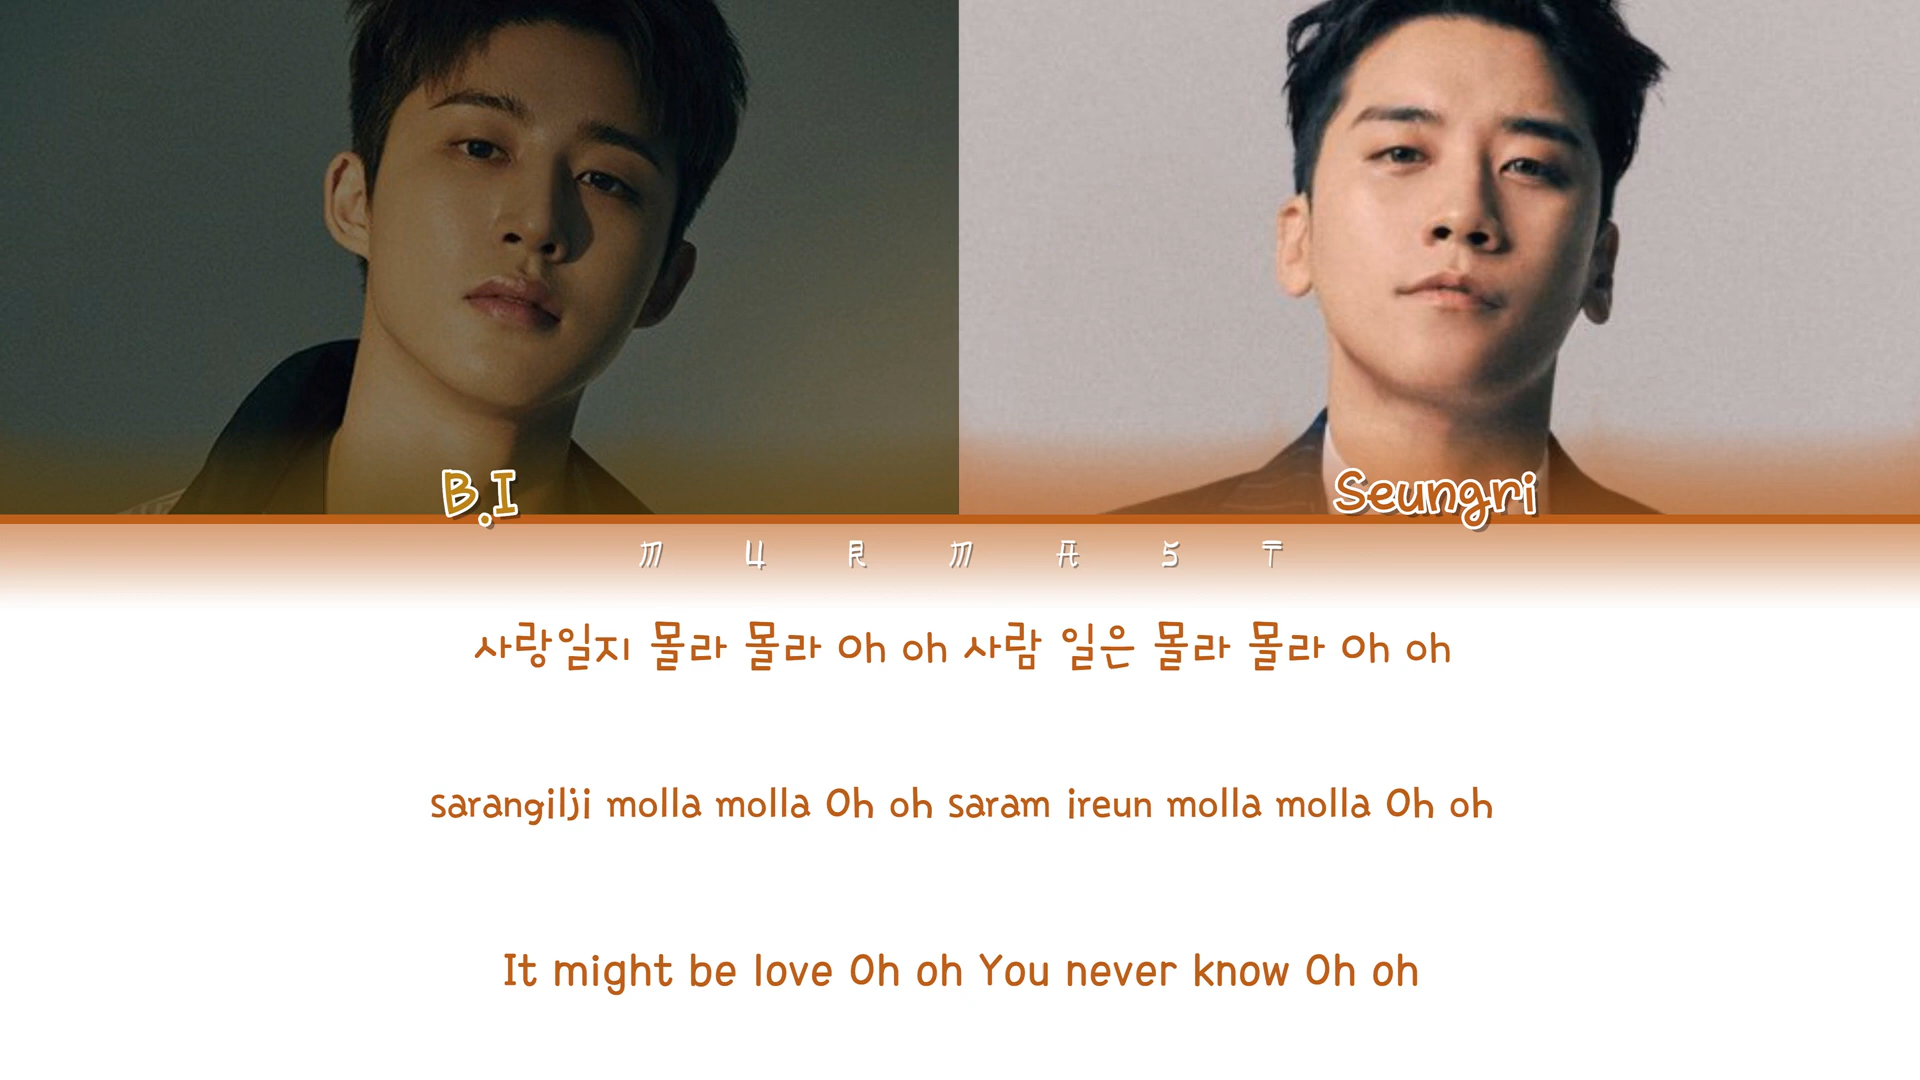 B.I
Seungri
MURMAST
사랑일지 몰라 몰라 Oh oh 사람 일은 몰라 몰라 Oh oh
sarangilji molla molla Oh oh saram ireun molla molla Oh oh
It might be love Oh oh You never know Oh oh